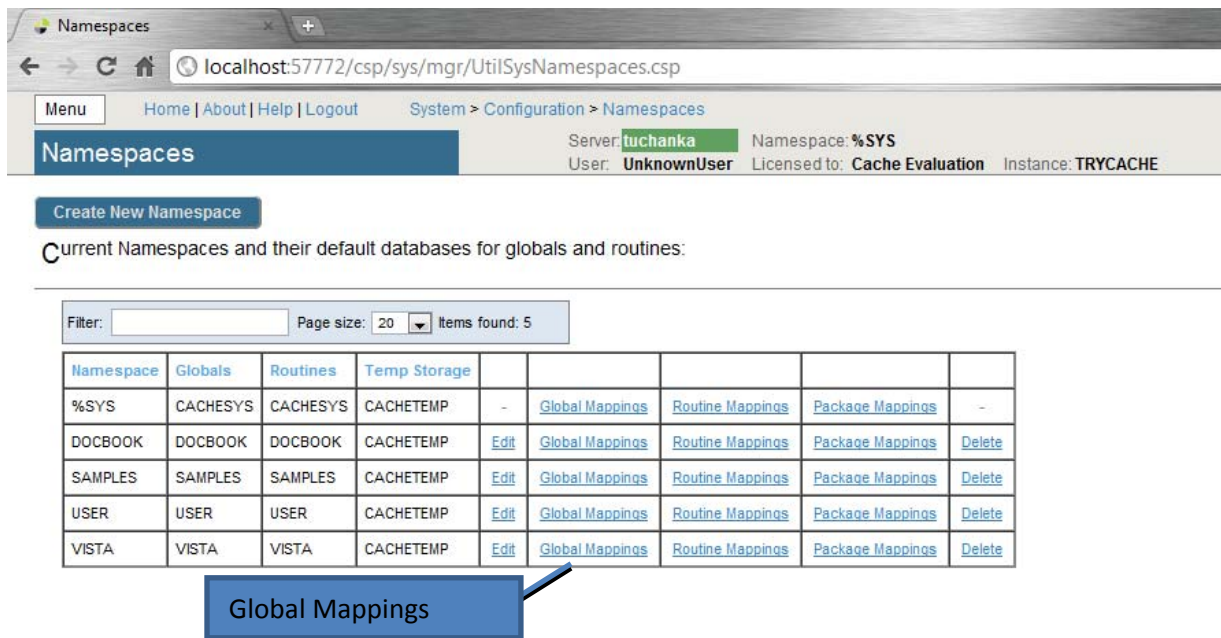 Namespaces
localhost:57772/csp/sys/mgr/UtilSysNamespaces.csp
Menu Home | About | Help | Logout System > Configuration > Namespaces
Namespaces
Server: tuchanka Namespace: %SYS
User: UnknownUser Licensed to: Cache Evaluation Instance: TRYCACHE
Create New Namespace
Current Namespaces and their default databases for globals and routines:
Filter: Page size: 20 Items found: 5
Namespace Globals Routines Temp Storage
%SYS CACHESYS CACHESYS CACHETEMP - Global Mappings Routine Mappings Package Mappings -
DOCBOOK DOCBOOK DOCBOOK CACHETEMP Edit Global Mappings Routine Mappings Package Mappings Delete
SAMPLES SAMPLES SAMPLES CACHETEMP Edit Global Mappings Routine Mappings Package Mappings Delete
USER USER USER CACHETEMP Edit Global Mappings Routine Mappings Package Mappings Delete
VISTA VISTA VISTA CACHETEMP Edit Global Mappings Routine Mappings Package Mappings Delete
Global Mappings